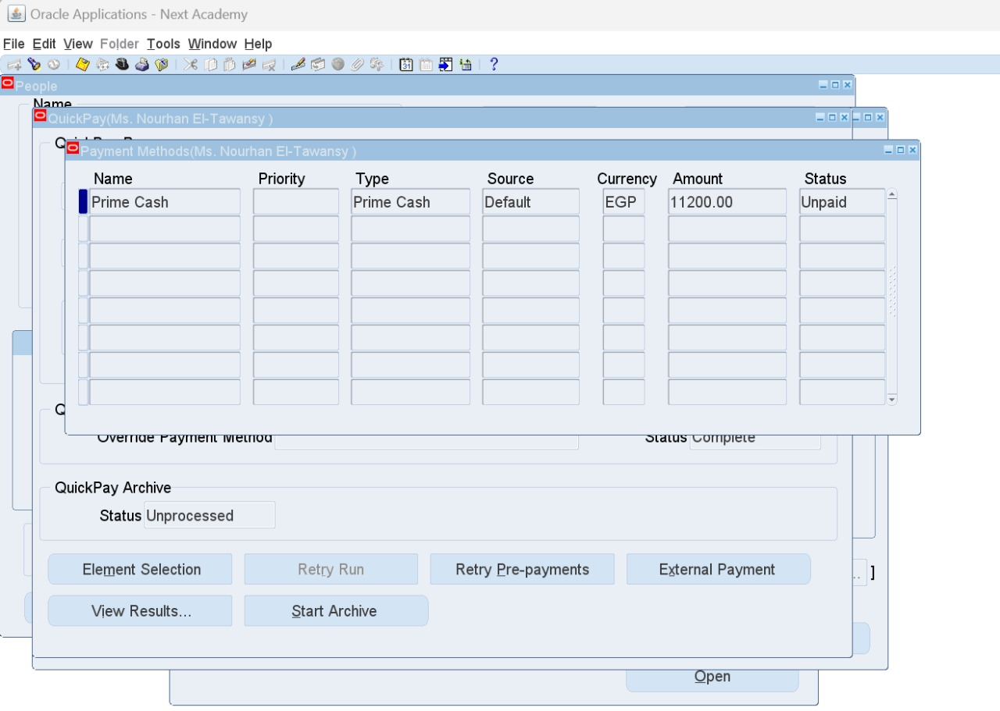 Oracle Applications - Next Academy
File Edit View Folder Tools Window Help
31
?
People
Name
QuickPay(Ms. Nourhan El-Tawansy )
Payment Methods(Ms. Nourhan El-Tawansy )
Name Priority Type Source Currency Amount Status
Prime Cash Prime Cash Default EGP 11200.00 Unpaid
Override Payment Method Status Complete
QuickPay Archive
Status Unprocessed
Element Selection Retry Run Retry Pre-payments External Payment
.. ]
View Results... Start Archive
Open